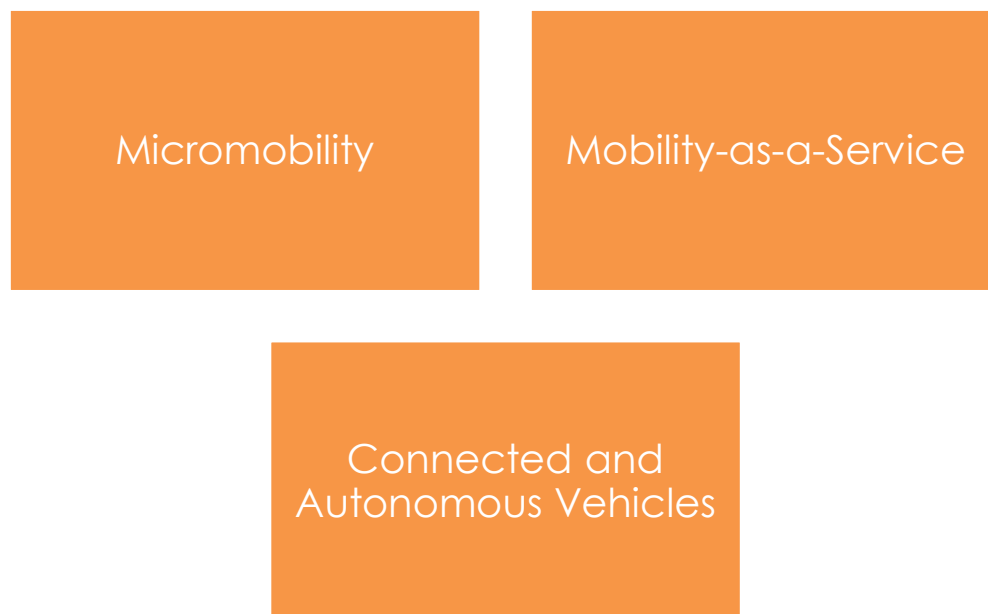 Micromobility
Mobility-as-a-Service
Connected and
Autonomous Vehicles